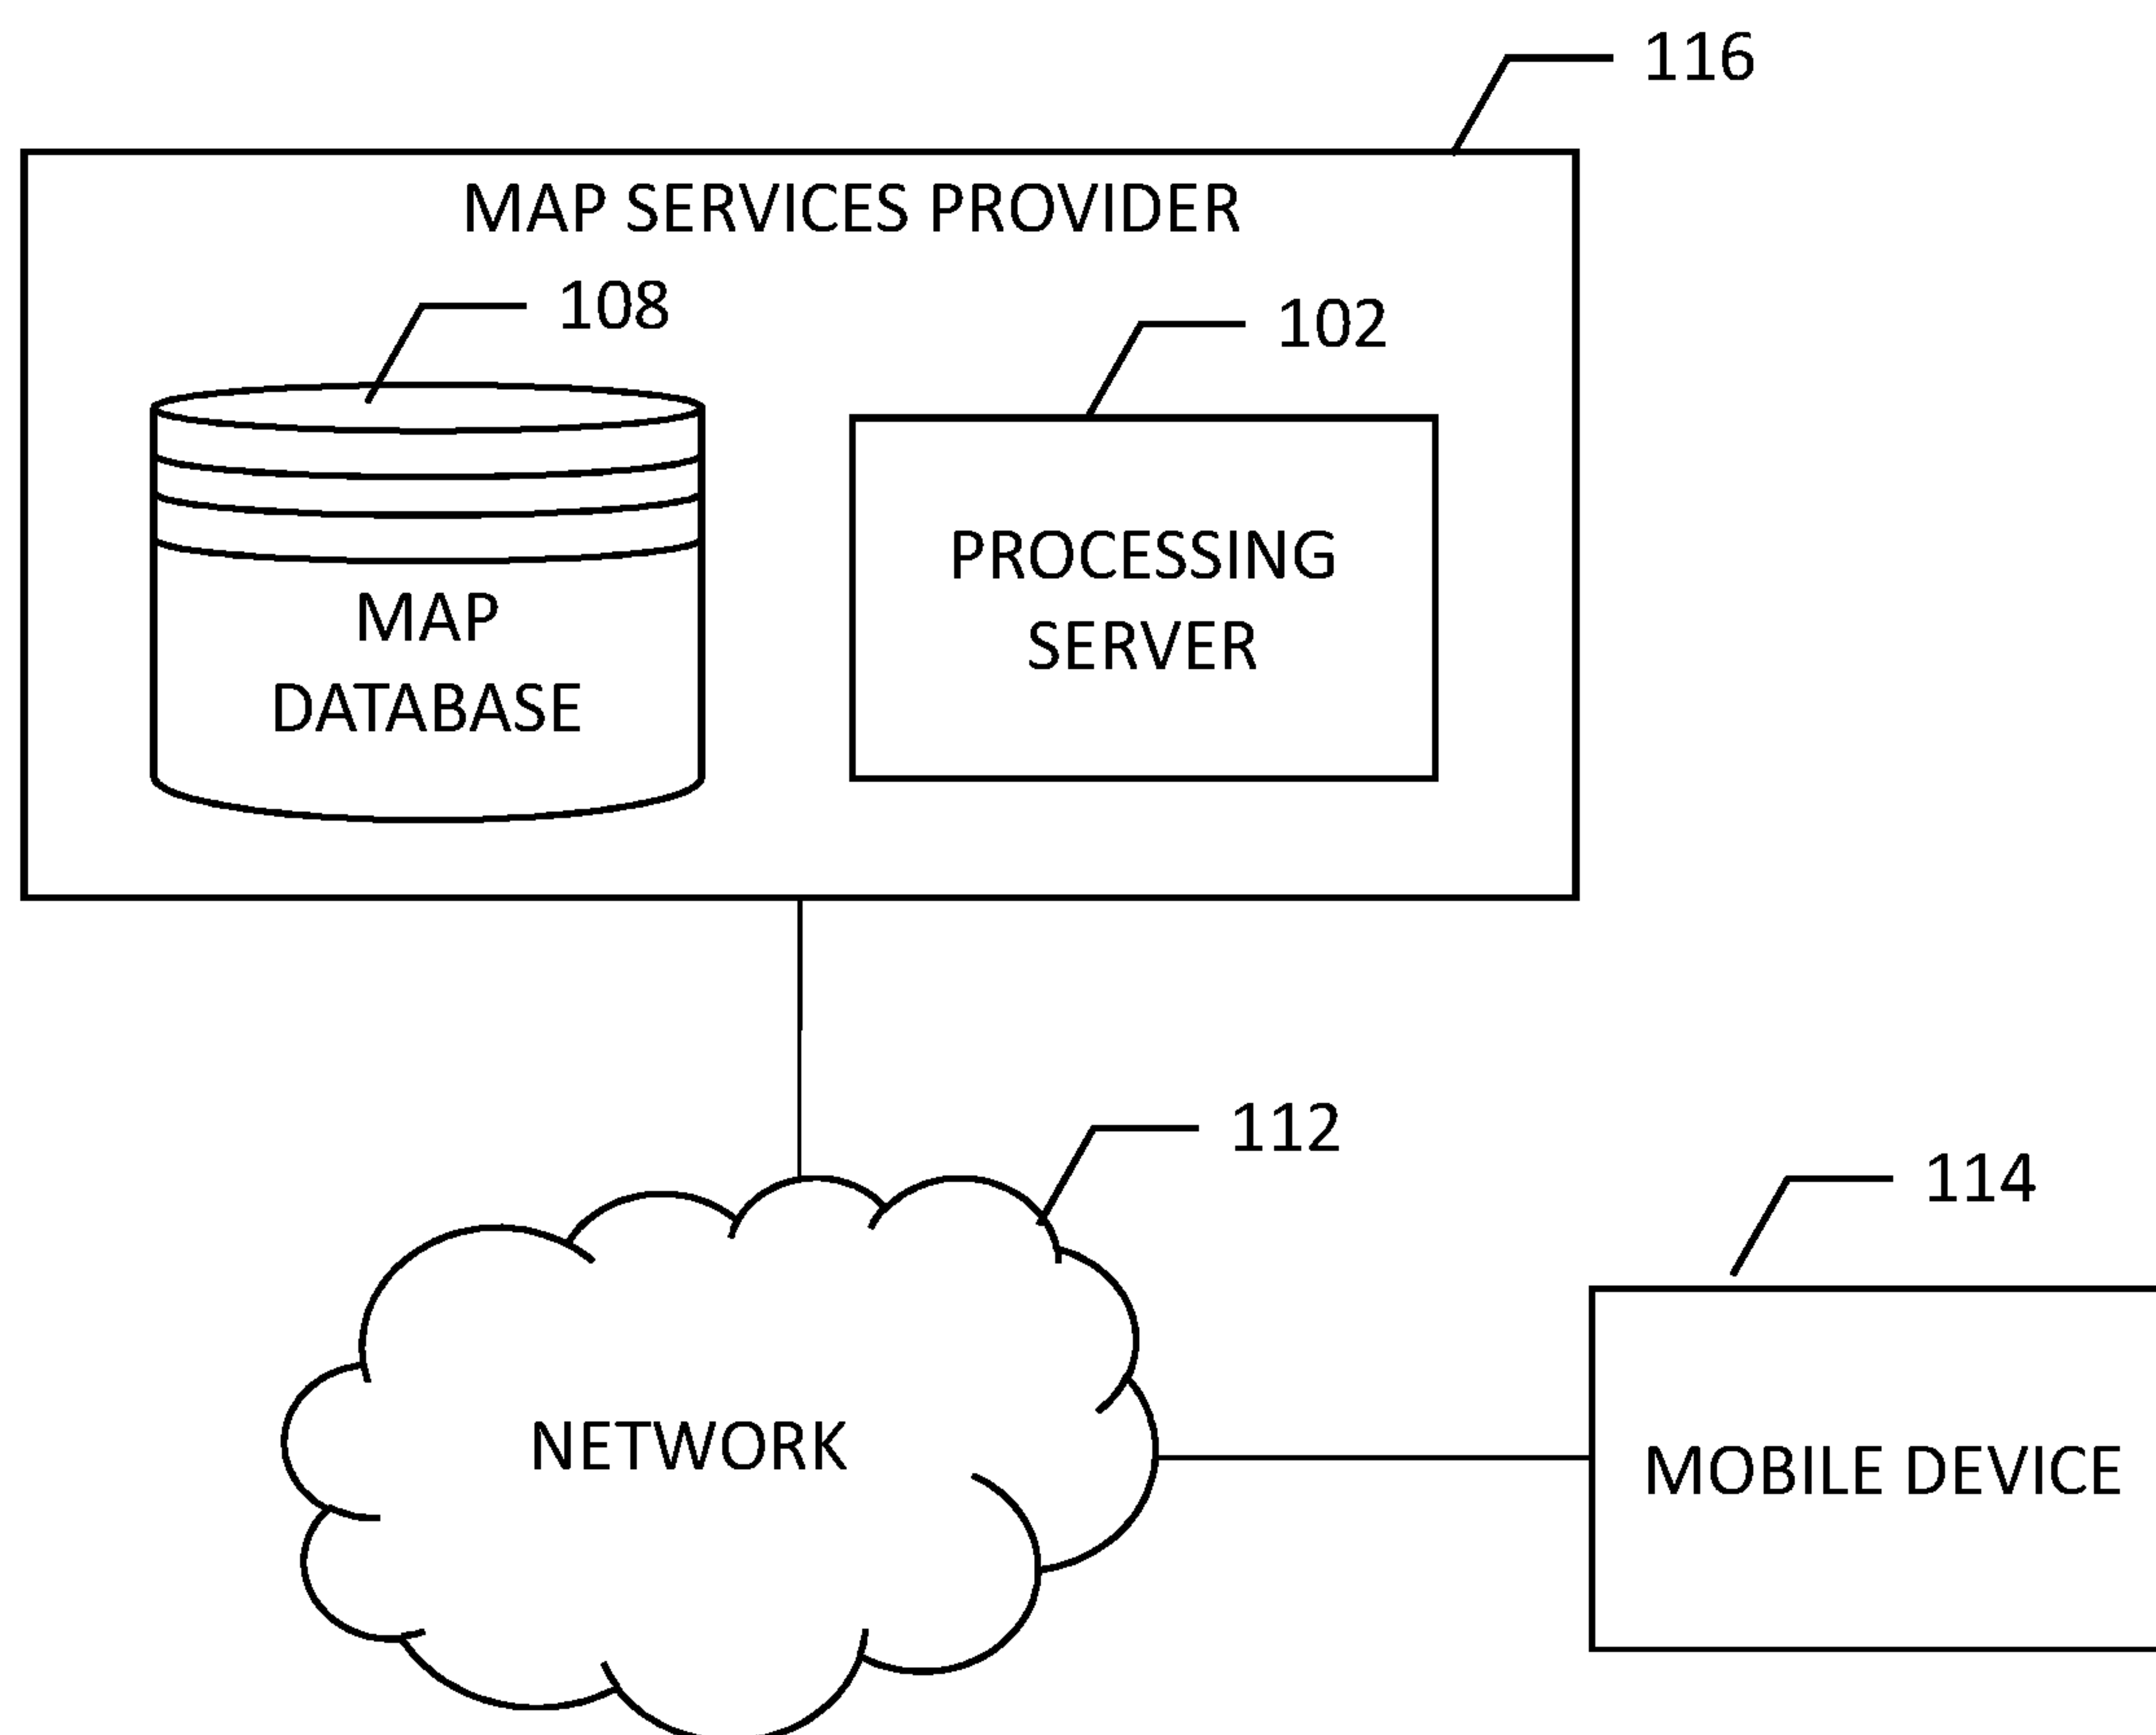 116
MAP SERVICES PROVIDER
108
102
PROCESSING
SERVER
MAP
DATABASE
112
114
NETWORK
MOBILE DEVICE